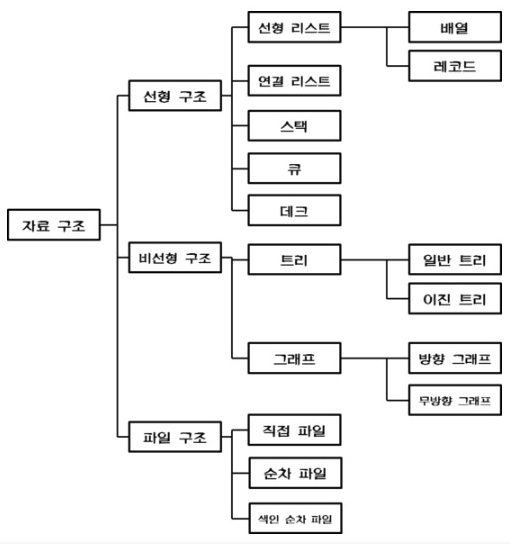 선형 리스트
배열
레코드
연결 리스트
선형 구조
스택
큐
데크
자료 구조
비선형 구조
트리
일반 트리
이진 트리
그래프
방향 그래프
무방향 그래프
파일 구조
직접 파일
순차 파일
색인 순차 파일